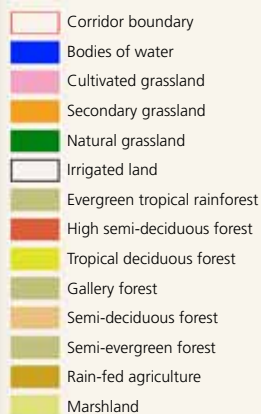 Corridor boundary
Bodies of water
Cultivated grassland
Secondary grassland
Natural grassland
Irrigated land
Evergreen tropical rainforest
High semi-deciduous forest
Tropical deciduous forest
Gallery forest
Semi-deciduous forest
Semi-evergreen forest
Rain-fed agriculture
Marshland